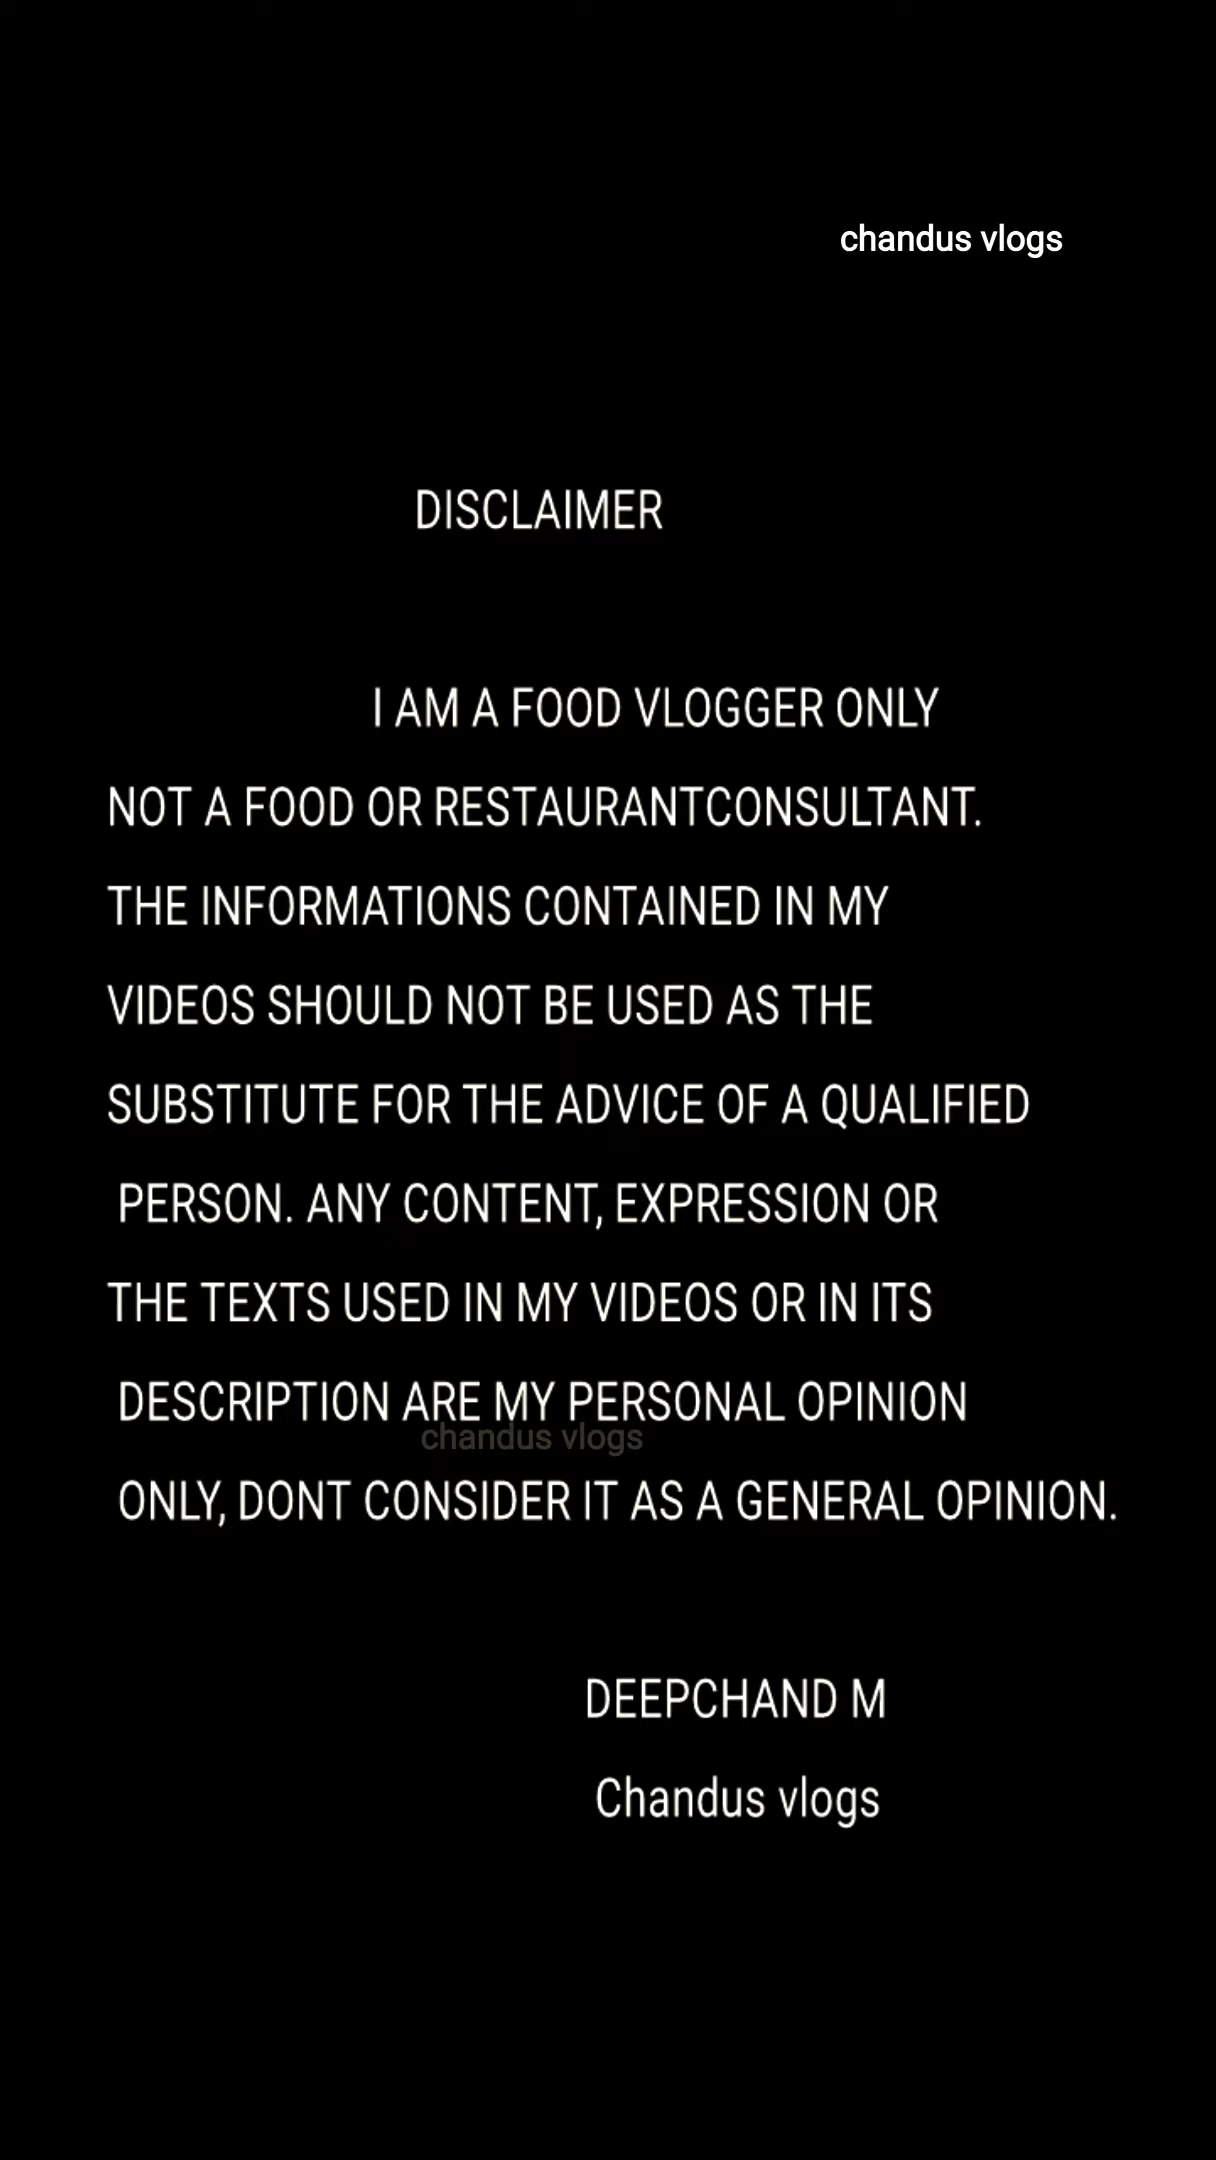 chandus vlogs
DISCLAIMER
I AM A FOOD VLOGGER ONLY
NOT A FOOD OR RESTAURANTCONSULTANT.
THE INFORMATIONS CONTAINED IN MY
VIDEOS SHOULD NOT BE USED AS THE
SUBSTITUTE FOR THE ADVICE OF A QUALIFIED
PERSON. ANY CONTENT, EXPRESSION OR
THE TEXTS USED IN MY VIDEOS OR IN ITS
DESCRIPTION ARE MY PERSONAL OPINION
chandus vlogs
ONLY, DONT CONSIDER IT AS A GENERAL OPINION.
DEEPCHAND M
Chandus vlogs